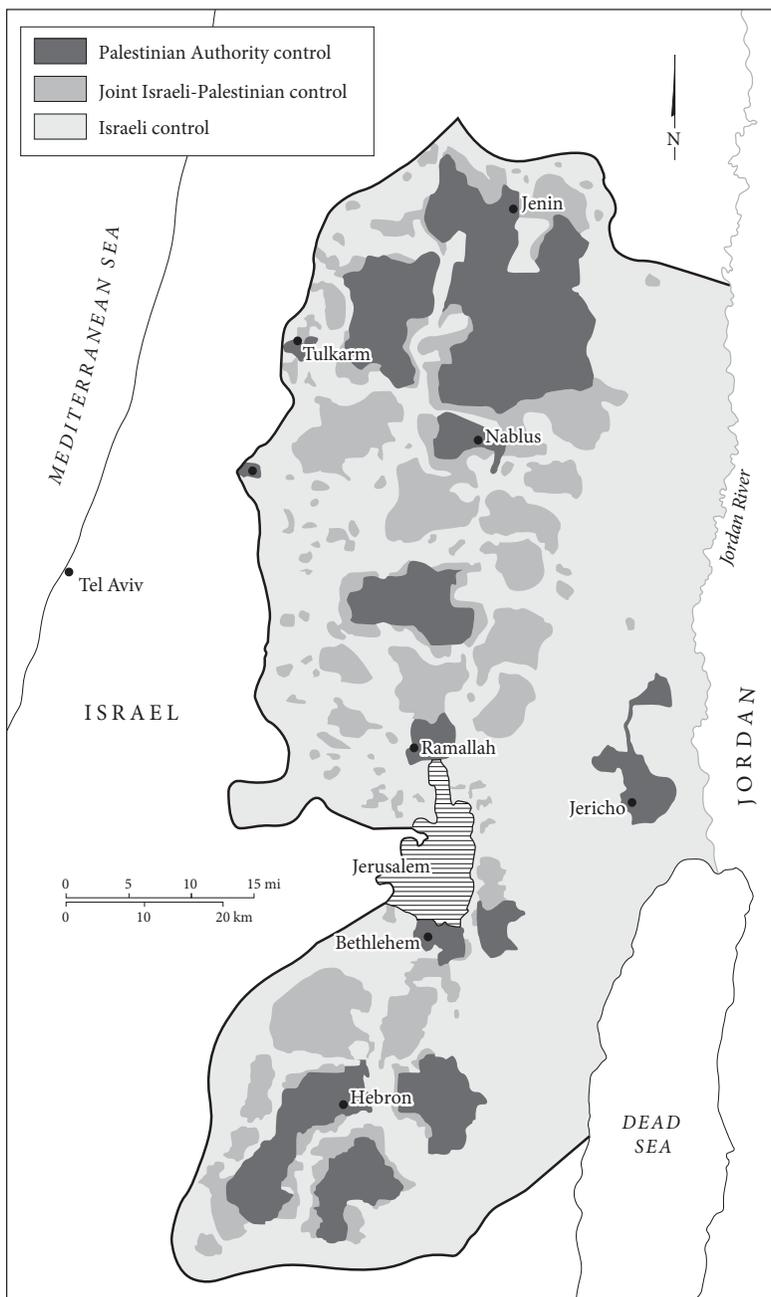 Palestinian Authority control
Joint Israeli-Palestinian control
Israeli control
N
Jenin
MEDITERRANEAN SEA
Tulkarm
Nablus
Jordan River
Tel Aviv
ISRAEL
JORDAN
Ramallah
Jericho
Jerusalem
0 5 10 15 mi
0 10 20 km
Bethlehem
Hebron
DEAD
SEA